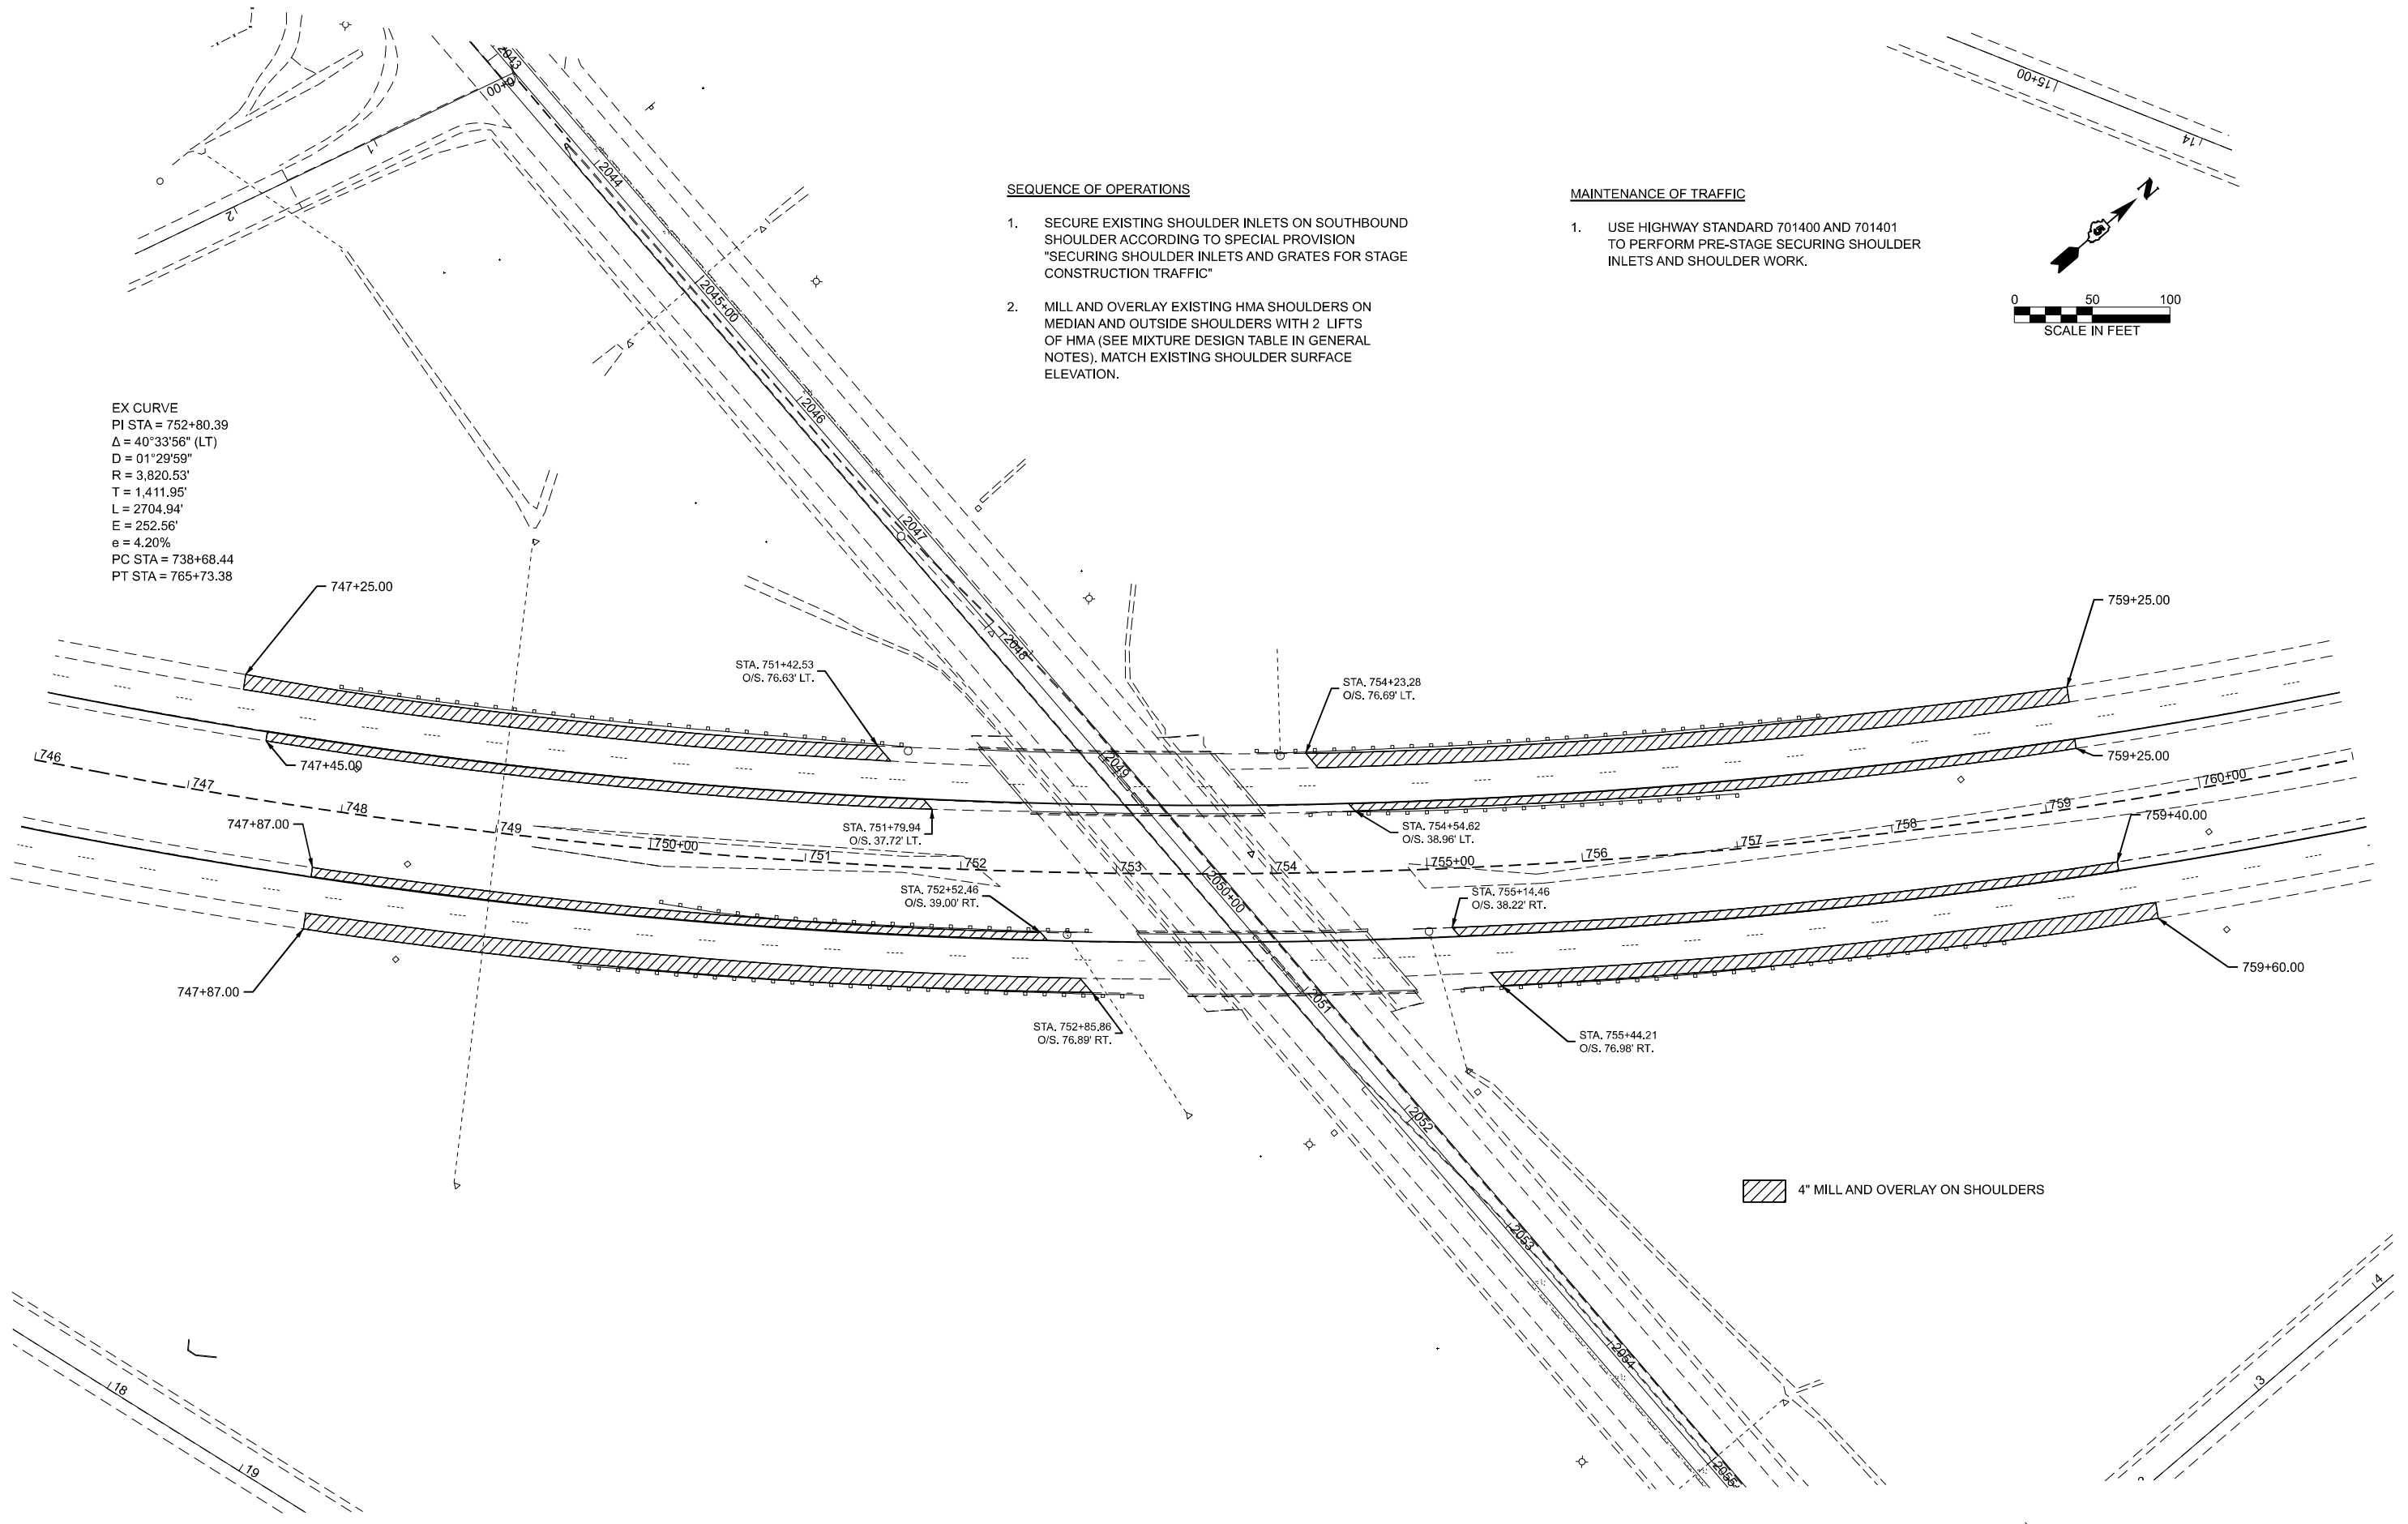 SEQUENCE OF OPERATIONS
1. SECURE EXISTING SHOULDER INLETS ON SOUTHBOUND
SHOULDER ACCORDING TO SPECIAL PROVISION
"SECURING SHOULDER INLETS AND GRATES FOR STAGE
CONSTRUCTION TRAFFIC"
2. MILL AND OVERLAY EXISTING HMA SHOULDERS ON
MEDIAN AND OUTSIDE SHOULDERS WITH 2 LIFTS
OF HMA (SEE MIXTURE DESIGN TABLE IN GENERAL
NOTES). MATCH EXISTING SHOULDER SURFACE
ELEVATION.
MAINTENANCE OF TRAFFIC
1. USE HIGHWAY STANDARD 701400 AND 701401
TO PERFORM PRE-STAGE SECURING SHOULDER
INLETS AND SHOULDER WORK.
15+00
14
N
0 50 100
SCALE IN FEET
2043
0+00
1
2
2044
2045+00
2046
2047
2048
2049
2050+00
2051
2052
2053
2054
2055
EX CURVE
PI STA = 752+80.39
Δ = 40°33'56" (LT)
D = 01°29'59"
R = 3,820.53'
T = 1,411.95'
L = 2704.94'
E = 252.56'
e = 4.20%
PC STA = 738+68.44
PT STA = 765+73.38
747+25.00
STA. 751+42.53
O/S. 76.63' LT.
STA. 754+23.28
O/S. 76.69' LT.
759+25.00
747+45.00
STA. 751+79.94
O/S. 37.72' LT.
STA. 754+54.62
O/S. 38.96' LT.
759+25.00
746
747
748
749
750+00
751
752
753
754
755+00
756
757
758
759
760+00
747+87.00
STA. 752+52.46
O/S. 39.00' RT.
STA. 755+14.46
O/S. 38.22' RT.
759+40.00
747+87.00
STA. 752+85.86
O/S. 76.89' RT.
STA. 755+44.21
O/S. 76.98' RT.
759+60.00
4" MILL AND OVERLAY ON SHOULDERS
18
19
4
3